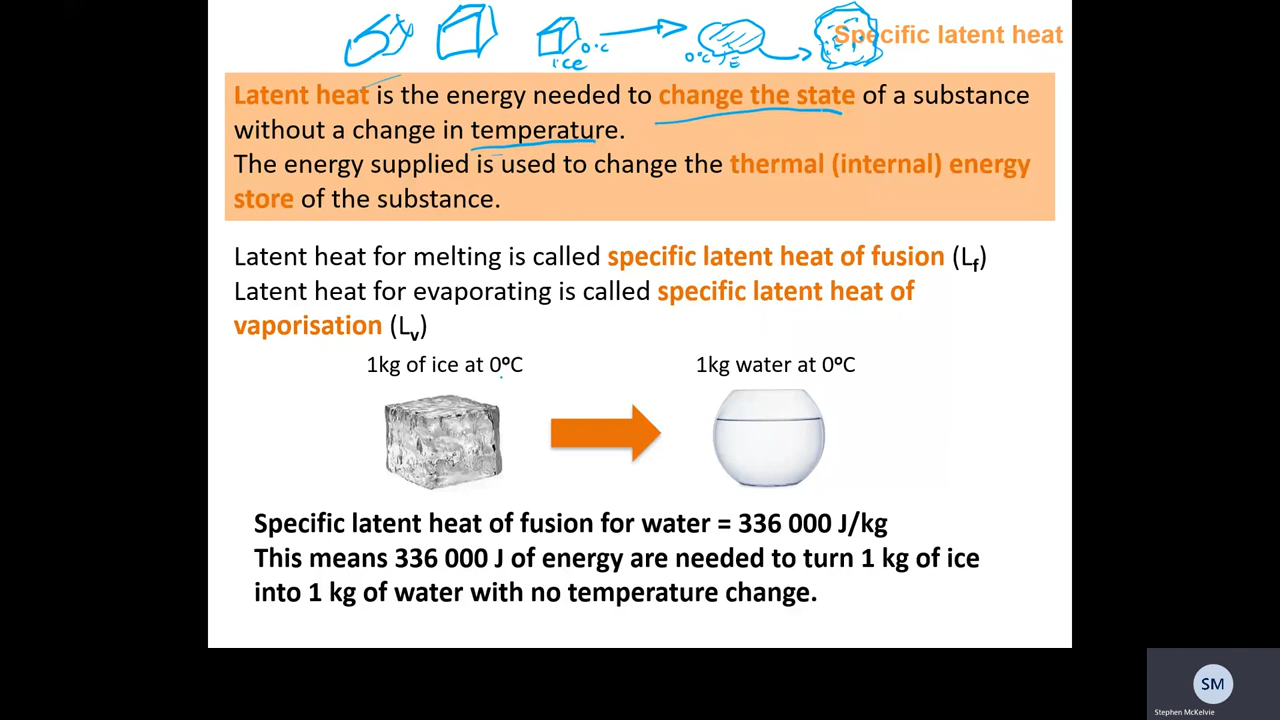 0°C
ice
0°C
Specific latent heat
Latent heat is the energy needed to change the state of a substance
without a change in temperature.
The energy supplied is used to change the thermal (internal) energy
store of the substance.
Latent heat for melting is called specific latent heat of fusion (Lf)
Latent heat for evaporating is called specific latent heat of
vaporisation (Lv)
1kg of ice at 0ºC
1kg water at 0ºC
Specific latent heat of fusion for water = 336 000 J/kg
This means 336 000 J of energy are needed to turn 1 kg of ice
into 1 kg of water with no temperature change.
SM
Stephen McKelvie